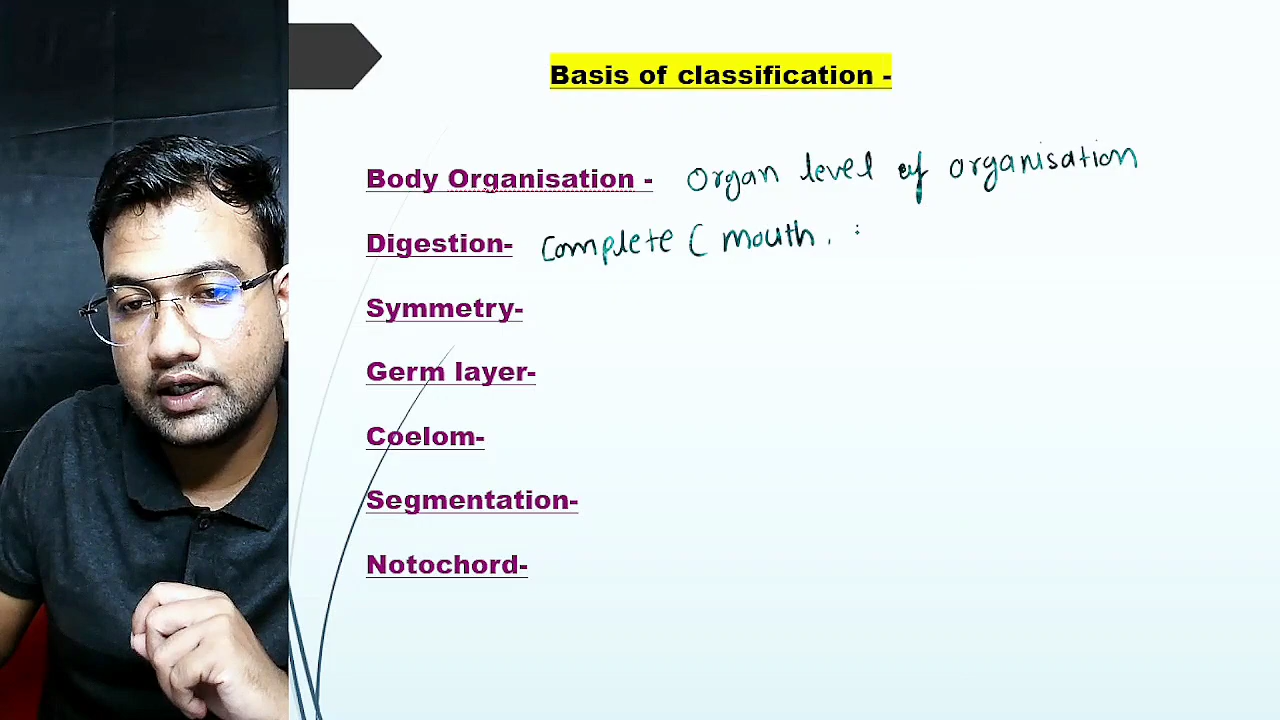 Basis of classification -
Body Organisation - Organ level of organisation
Digestion- Complete ( mouth .
Symmetry-
Germ layer-
Coelom-
Segmentation-
Notochord-